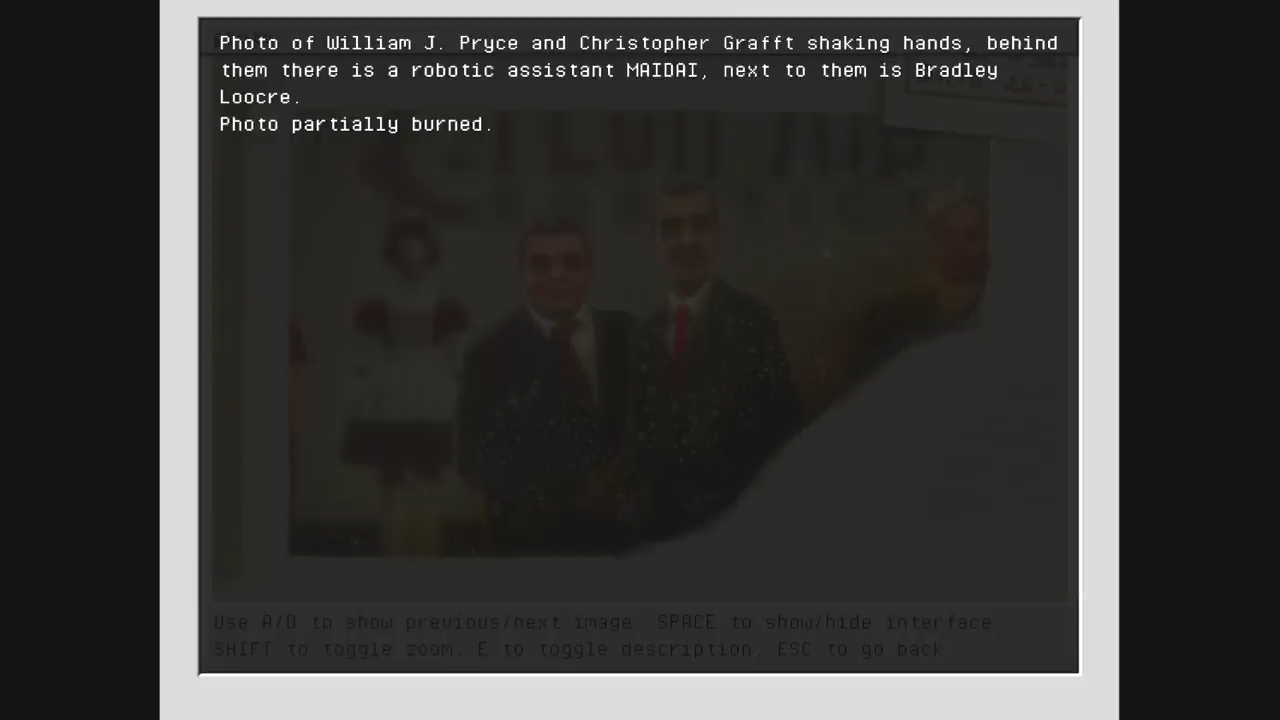 Photo of William J. Pryce and Christopher Grafft shaking hands, behind
them there is a robotic assistant MAIDAI, next to them is Bradley
Loocre.
Photo partially burned.
Use A/D to show previous/next image, SPACE to show/hide interface,
SHIFT to toggle zoom. E to toggle description, ESC to go back